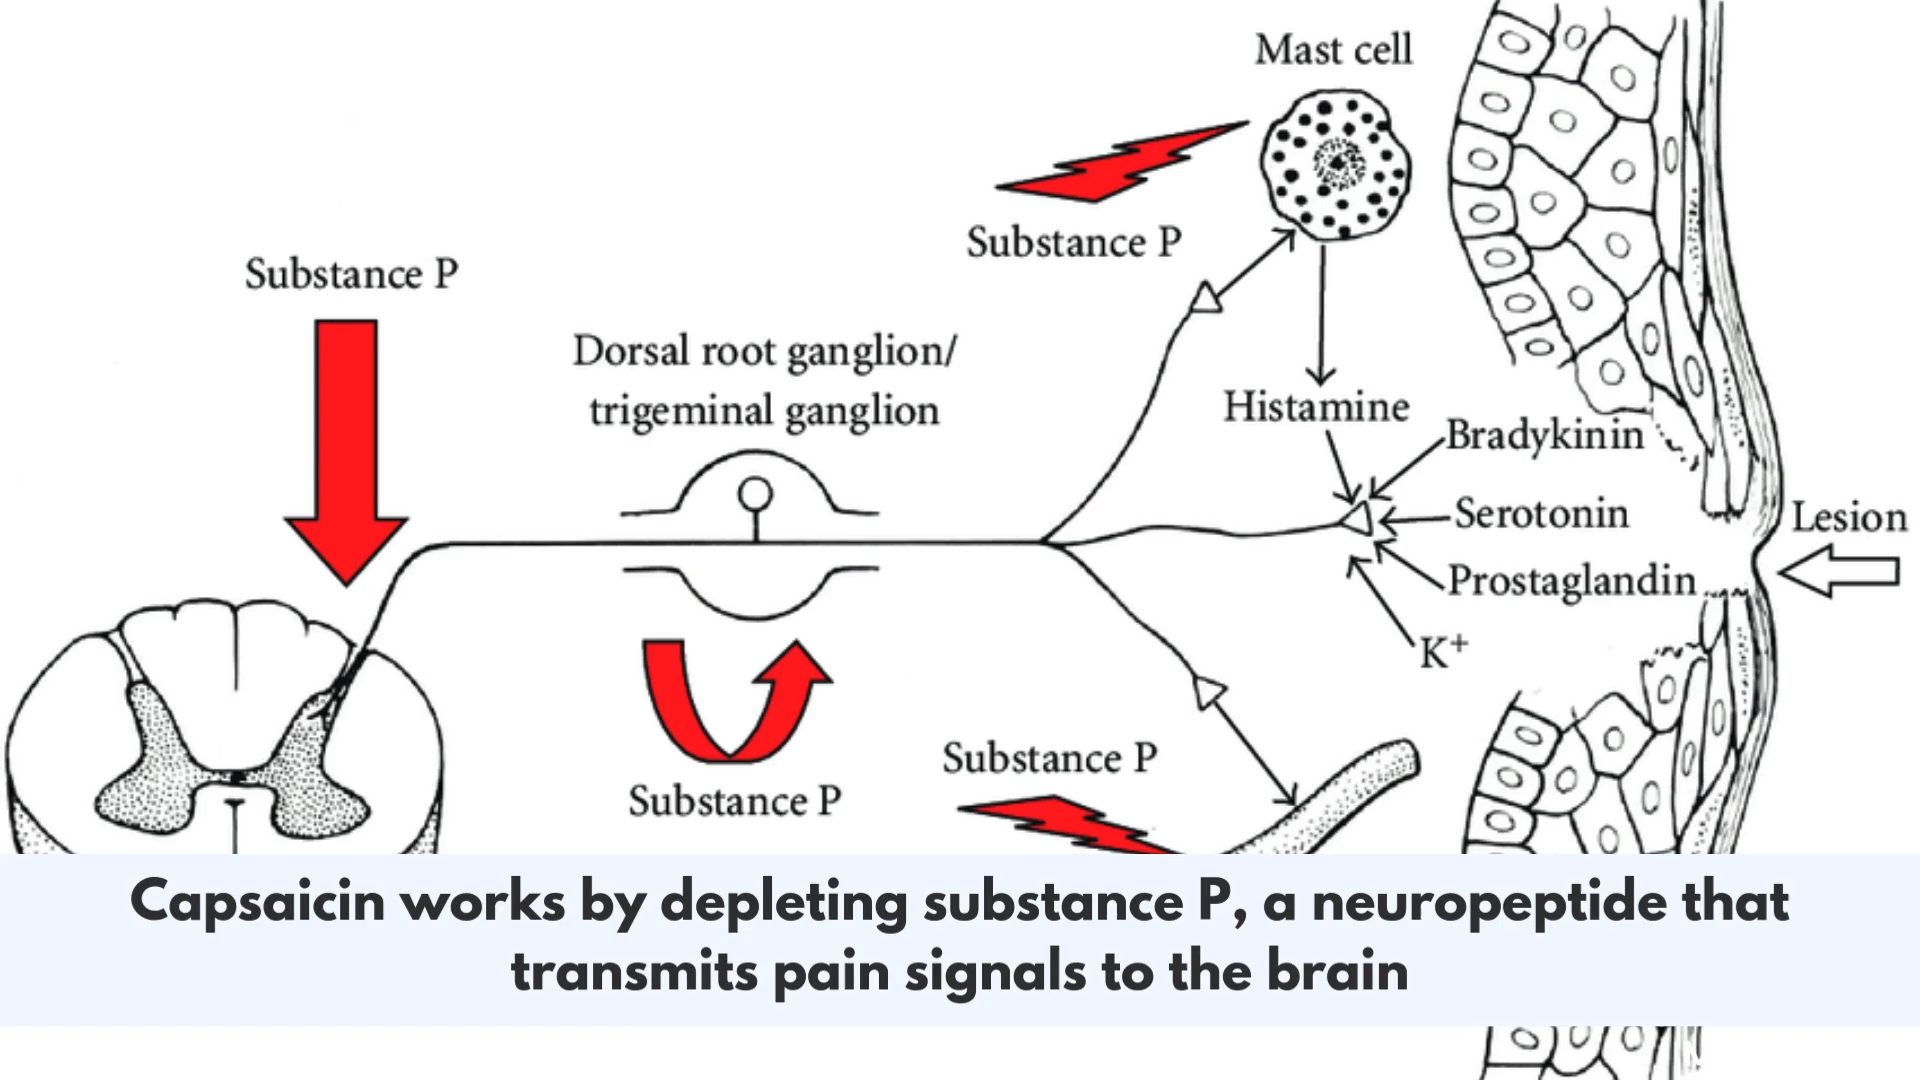 Mast cell
Substance P
Substance P
Dorsal root ganglion/
trigeminal ganglion
Histamine
Bradykinin
Serotonin
Lesion
Prostaglandin
K⁺
Substance P
Substance P
Capsaicin works by depleting substance P, a neuropeptide that
transmits pain signals to the brain